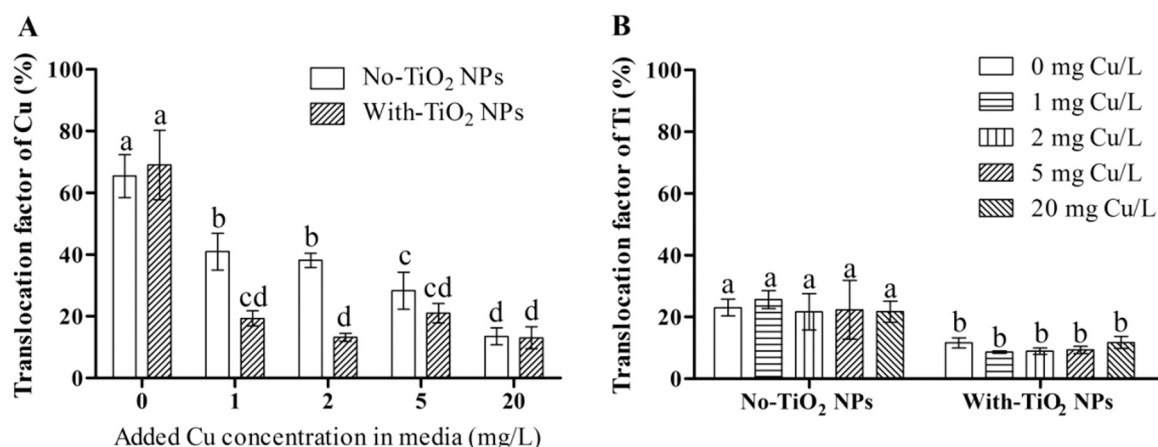 A
Translocation factor of Cu (%)
100
80
60
40
20
0
No-TiO₂ NPs
With-TiO₂ NPs
a
a
b
cd
b
d
c
cd
d
d
0
1
2
5
20
Added Cu concentration in media (mg/L)
B
Translocation factor of Ti (%)
100
80
60
40
20
0
0 mg Cu/L
1 mg Cu/L
2 mg Cu/L
5 mg Cu/L
20 mg Cu/L
a
a
a
a
a
b
b
b
b
b
No-TiO₂ NPs
With-TiO₂ NPs